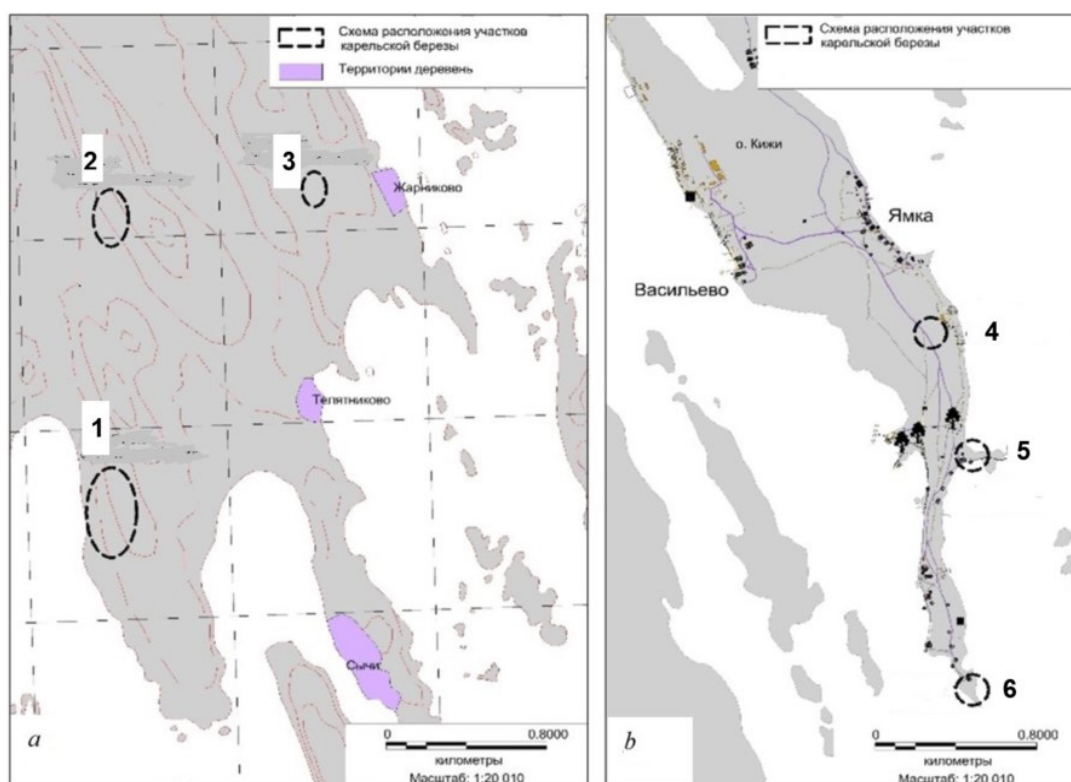 Схема расположения участков
карельской березы
Территории деревень
2
3
Жарниково
Телятниково
1
Сычи
a
0 0.8000
километры
Масштаб: 1:20 010
Схема расположения участков
карельской березы
о. Кижи
Ямка
Васильево
4
5
6
b
0 0.8000
километры
Масштаб: 1:20 010